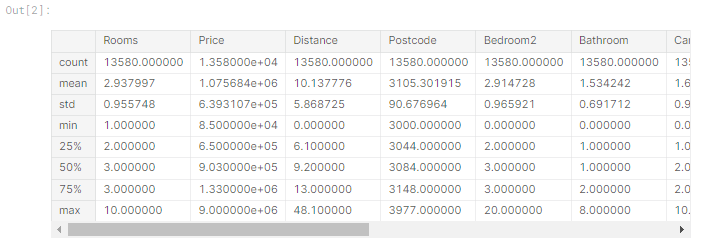 Out[2]:
Rooms Price Distance Postcode Bedroom2 Bathroom Car
count 13580.000000 1.358000e+04 13580.000000 13580.000000 13580.000000 13580.000000 135
mean 2.937997 1.075684e+06 10.137776 3105.301915 2.914728 1.534242 1.6
std 0.955748 6.393107e+05 5.868725 90.676964 0.965921 0.691712 0.9
min 1.000000 8.500000e+04 0.000000 3000.000000 0.000000 0.000000 0.0
25% 2.000000 6.500000e+05 6.100000 3044.000000 2.000000 1.000000 1.0
50% 3.000000 9.030000e+05 9.200000 3084.000000 3.000000 1.000000 2.0
75% 3.000000 1.330000e+06 13.000000 3148.000000 3.000000 2.000000 2.0
max 10.000000 9.000000e+06 48.100000 3977.000000 20.000000 8.000000 10.